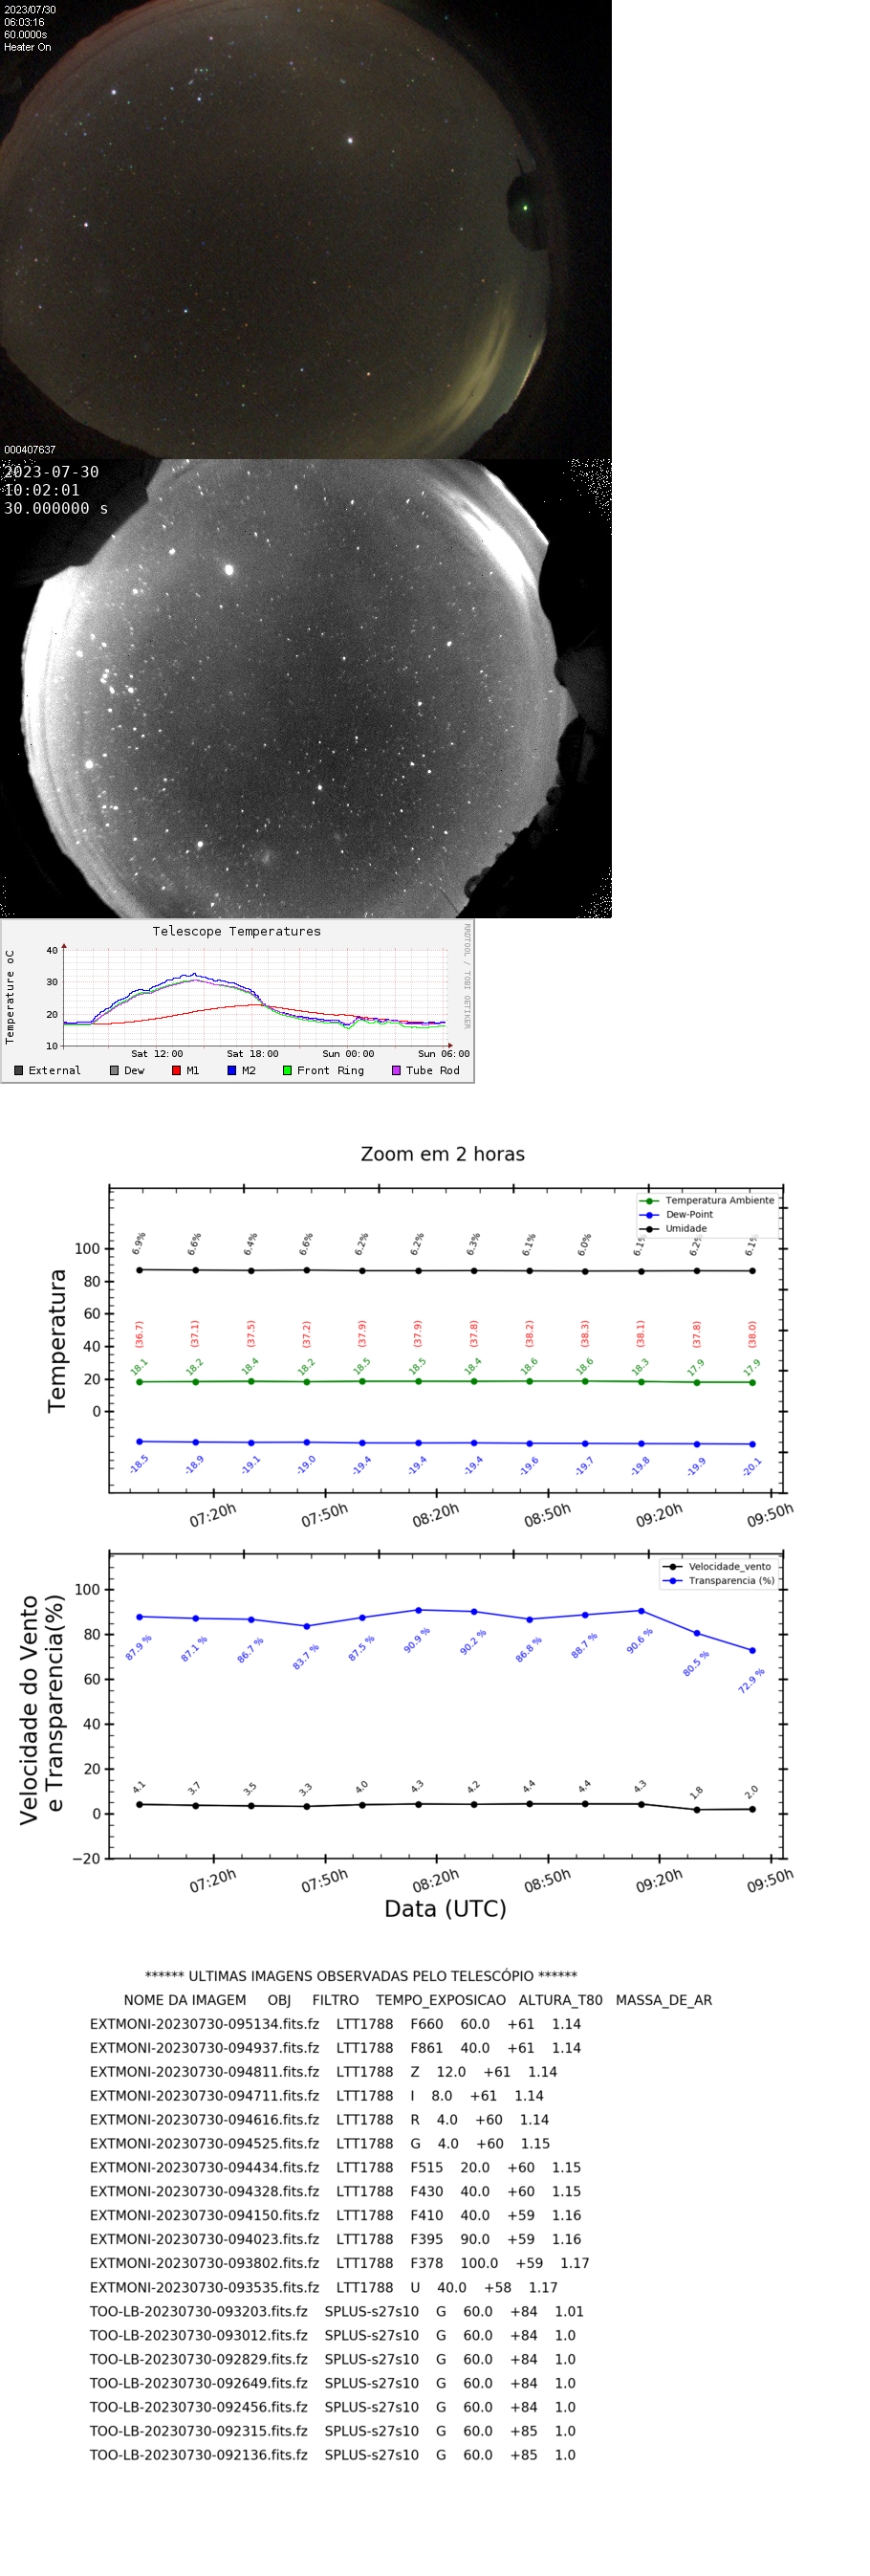 2023/07/30
06:03:16
60.0000s
Heater On
000407637
2023-07-30
10:02:01
30.000000 s
Telescope Temperatures
Temperature oC
40
30
20
10
Sat 12:00 Sat 18:00 Sun 00:00 Sun 06:00
External Dew M1 M2 Front Ring Tube Rod
RRDTOOL / TOBI OETIKER
Zoom em 2 horas
Temperatura Ambiente
Dew-Point
Umidade
Temperatura
100
80
60
40
20
0
6.9% 6.6% 6.4% 6.6% 6.2% 6.2% 6.3% 6.1% 6.0% 6.1% 6.2% 6.1%
(36.7) (37.1) (37.5) (37.2) (37.9) (37.9) (37.8) (38.2) (38.3) (38.1) (37.8) (38.0)
18.1 18.2 18.4 18.2 18.5 18.5 18.4 18.6 18.6 18.3 17.9 17.9
-18.5 -18.9 -19.1 -19.0 -19.4 -19.4 -19.4 -19.6 -19.7 -19.8 -19.9 -20.1
07:20h 07:50h 08:20h 08:50h 09:20h 09:50h
Velocidade_vento
Transparencia (%)
Velocidade do Vento
e Transparencia(%)
100
80
60
40
20
0
−20
87.9 % 87.1 % 86.7 % 83.7 % 87.5 % 90.9 % 90.2 % 86.8 % 88.7 % 90.6 % 80.5 % 72.9 %
4.1 3.7 3.5 3.3 4.0 4.3 4.2 4.4 4.4 4.3 1.8 2.0
07:20h 07:50h 08:20h 08:50h 09:20h 09:50h
Data (UTC)
****** ULTIMAS IMAGENS OBSERVADAS PELO TELESCÓPIO ******
NOME DA IMAGEM OBJ FILTRO TEMPO_EXPOSICAO ALTURA_T80 MASSA_DE_AR
EXTMONI-20230730-095134.fits.fz LTT1788 F660 60.0 +61 1.14
EXTMONI-20230730-094937.fits.fz LTT1788 F861 40.0 +61 1.14
EXTMONI-20230730-094811.fits.fz LTT1788 Z 12.0 +61 1.14
EXTMONI-20230730-094711.fits.fz LTT1788 I 8.0 +61 1.14
EXTMONI-20230730-094616.fits.fz LTT1788 R 4.0 +60 1.14
EXTMONI-20230730-094525.fits.fz LTT1788 G 4.0 +60 1.15
EXTMONI-20230730-094434.fits.fz LTT1788 F515 20.0 +60 1.15
EXTMONI-20230730-094328.fits.fz LTT1788 F430 40.0 +60 1.15
EXTMONI-20230730-094150.fits.fz LTT1788 F410 40.0 +59 1.16
EXTMONI-20230730-094023.fits.fz LTT1788 F395 90.0 +59 1.16
EXTMONI-20230730-093802.fits.fz LTT1788 F378 100.0 +59 1.17
EXTMONI-20230730-093535.fits.fz LTT1788 U 40.0 +58 1.17
TOO-LB-20230730-093203.fits.fz SPLUS-s27s10 G 60.0 +84 1.01
TOO-LB-20230730-093012.fits.fz SPLUS-s27s10 G 60.0 +84 1.0
TOO-LB-20230730-092829.fits.fz SPLUS-s27s10 G 60.0 +84 1.0
TOO-LB-20230730-092649.fits.fz SPLUS-s27s10 G 60.0 +84 1.0
TOO-LB-20230730-092456.fits.fz SPLUS-s27s10 G 60.0 +84 1.0
TOO-LB-20230730-092315.fits.fz SPLUS-s27s10 G 60.0 +85 1.0
TOO-LB-20230730-092136.fits.fz SPLUS-s27s10 G 60.0 +85 1.0